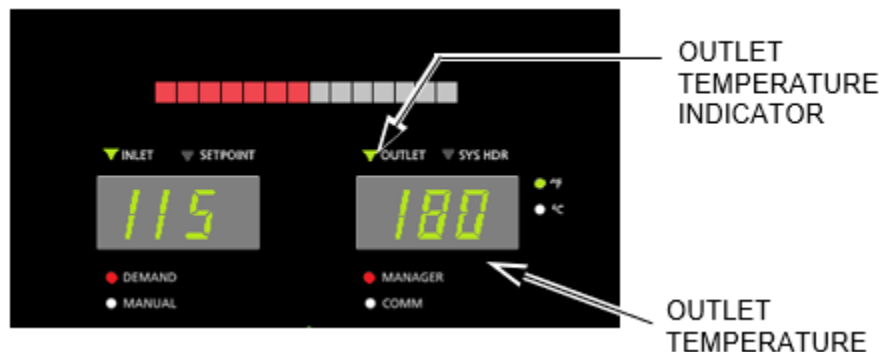 OUTLET
TEMPERATURE
INDICATOR
INLET SETPOINT
OUTLET SYS HDR
115
180
°F
°C
DEMAND
MANUAL
MANAGER
COMM
OUTLET
TEMPERATURE